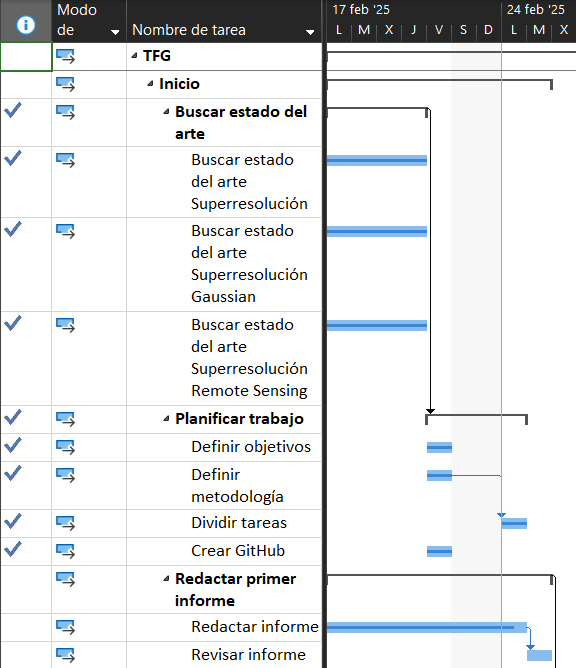 17 feb '25
24 feb '25
Modo
de
Nombre de tarea
L M X J V S D L M X
TFG
Inicio
Buscar estado del
arte
Buscar estado
del arte
Superresolución
Buscar estado
del arte
Superresolución
Gaussian
Buscar estado
del arte
Superresolución
Remote Sensing
Planificar trabajo
Definir objetivos
Definir
metodología
Dividir tareas
Crear GitHub
Redactar primer
informe
Redactar informe
Revisar informe